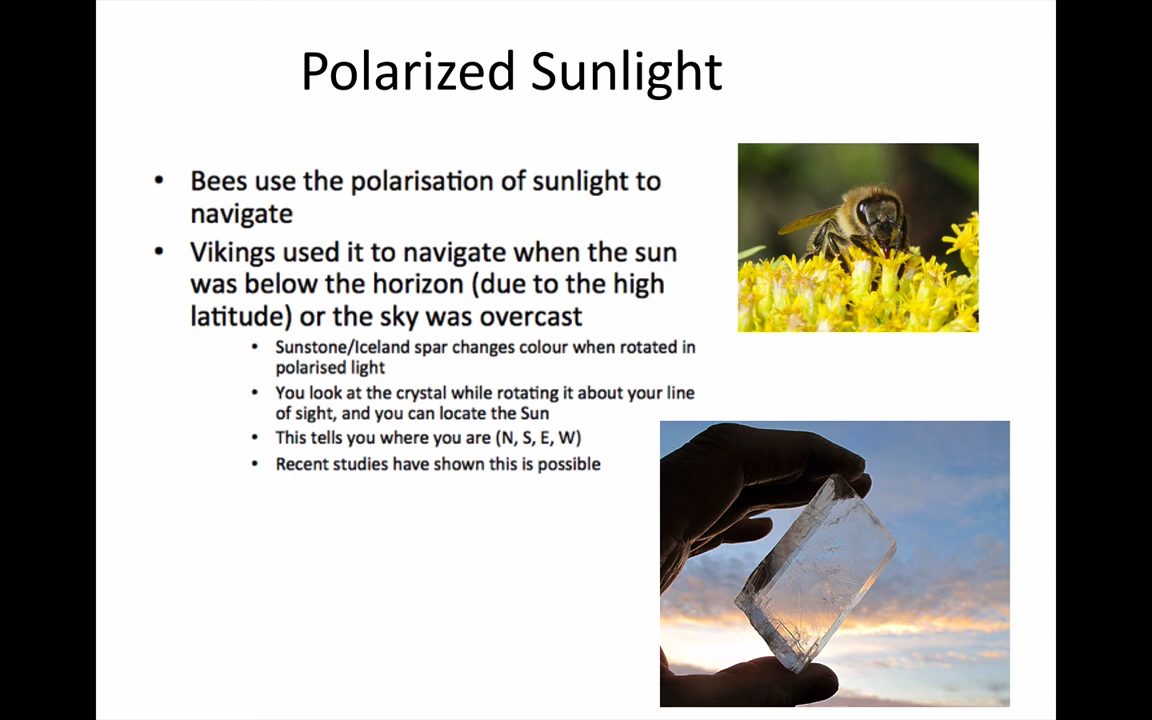 Polarized Sunlight
• Bees use the polarisation of sunlight to
navigate
• Vikings used it to navigate when the sun
was below the horizon (due to the high
latitude) or the sky was overcast
• Sunstone/Iceland spar changes colour when rotated in
polarised light
• You look at the crystal while rotating it about your line
of sight, and you can locate the Sun
• This tells you where you are (N, S, E, W)
• Recent studies have shown this is possible